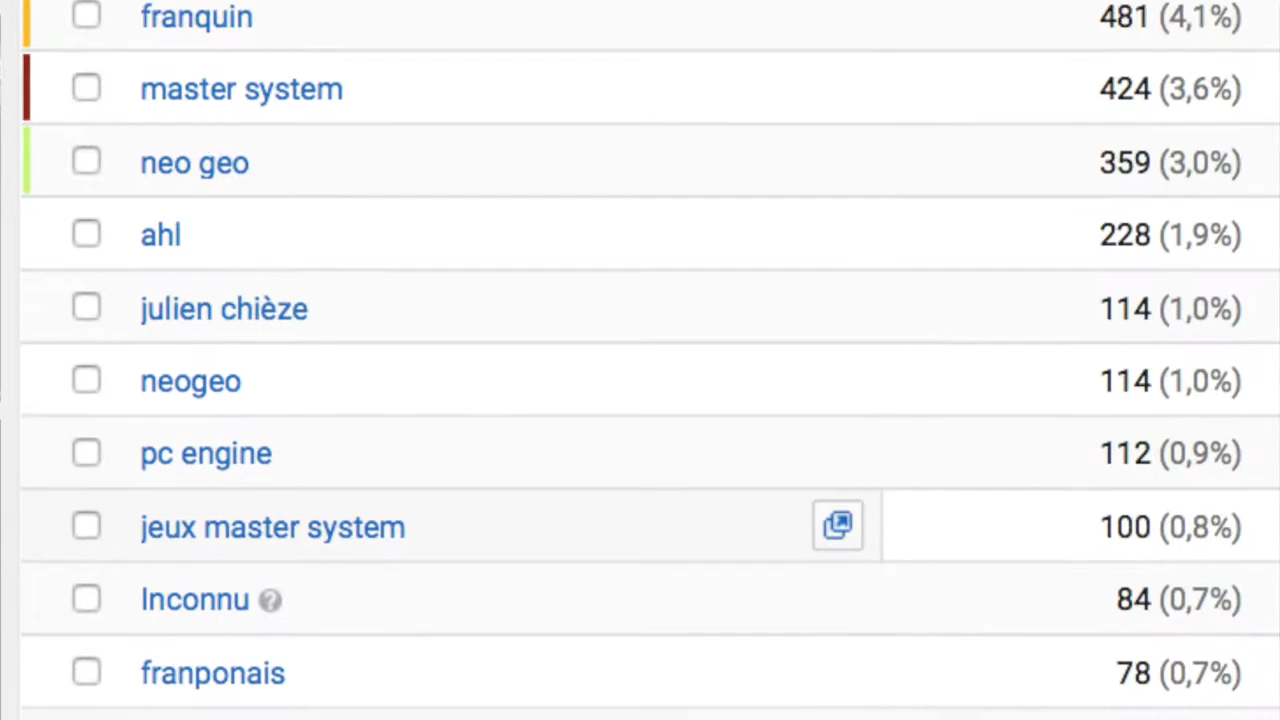 franquin 481 (4,1%)
master system 424 (3,6%)
neo geo 359 (3,0%)
ahl 228 (1,9%)
julien chièze 114 (1,0%)
neogeo 114 (1,0%)
pc engine 112 (0,9%)
jeux master system 100 (0,8%)
Inconnu ? 84 (0,7%)
franponais 78 (0,7%)